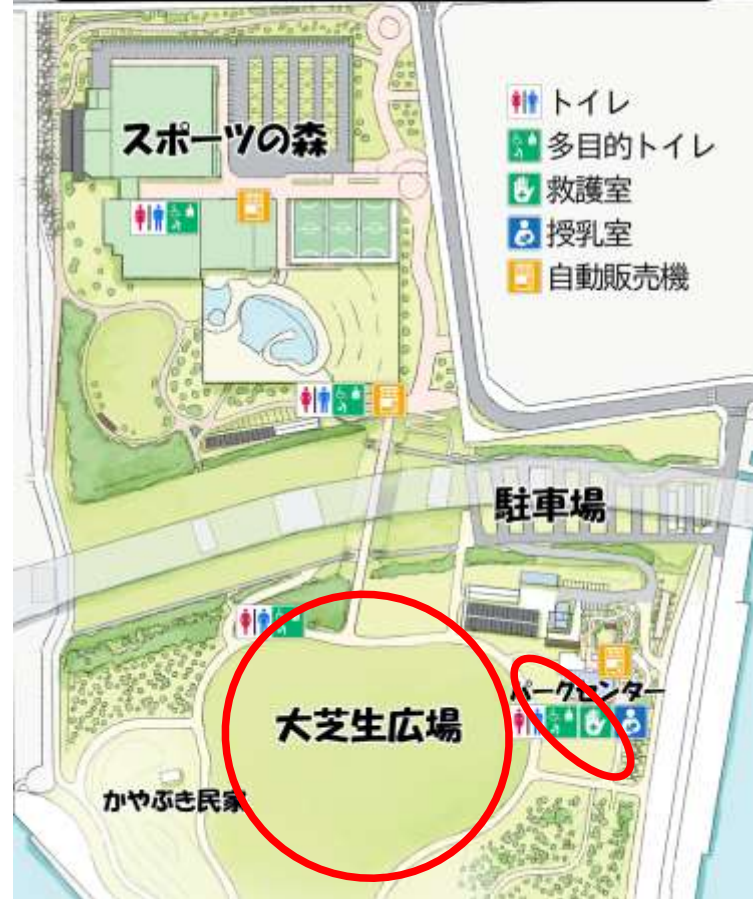 スポーツの森
トイレ
多目的トイレ
救護室
授乳室
自動販売機
駐車場
パークセンター
大芝生広場
かやぶき民家